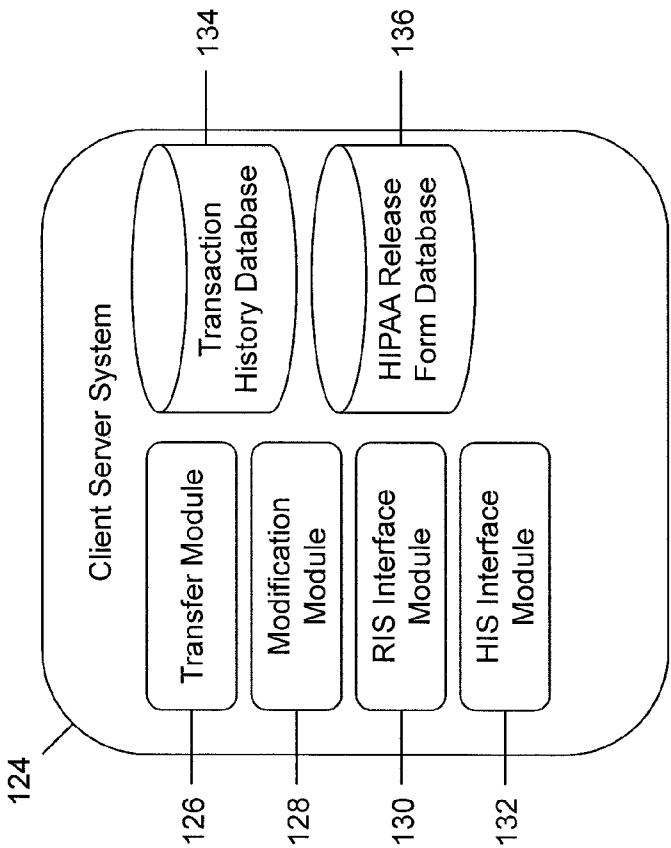 124
Client Server System
126
Transfer Module
128
Modification
Module
130
RIS Interface
Module
132
HIS Interface
Module
Transaction
History Database
134
HIPAA Release
Form Database
136